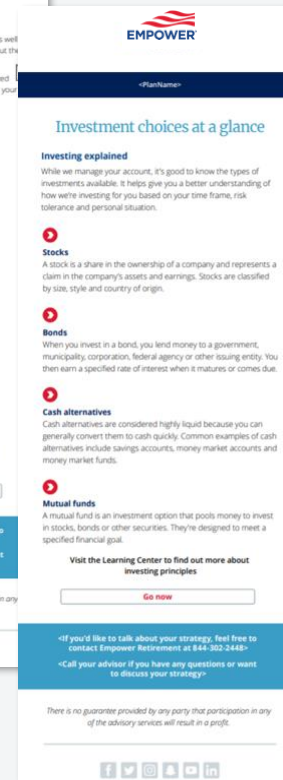 s well
ut the
ed
your
o
t
n any
EMPOWER
<PlanName>
Investment choices at a glance
Investing explained
While we manage your account, it's good to know the types of
investments available. It helps give you a better understanding of
how we're investing for you based on your time frame, risk
tolerance and personal situation.
Stocks
A stock is a share in the ownership of a company and represents a
claim in the company's assets and earnings. Stocks are classified
by size, style and country of origin.
Bonds
When you invest in a bond, you lend money to a government,
municipality, corporation, federal agency or other issuing entity. You
then earn a specified rate of interest when it matures or comes due.
Cash alternatives
Cash alternatives are considered highly liquid because you can
generally convert them to cash quickly. Common examples of cash
alternatives include savings accounts, money market accounts and
money market funds.
Mutual funds
A mutual fund is an investment option that pools money to invest
in stocks, bonds or other securities. They're designed to meet a
specified financial goal.
Visit the Learning Center to find out more about
investing principles
Go now
<If you'd like to talk about your strategy, feel free to
contact Empower Retirement at 844-302-2448>
<Call your advisor if you have any questions or want
to discuss your strategy>
There is no guarantee provided by any party that participation in any
of the advisory services will result in a profit.